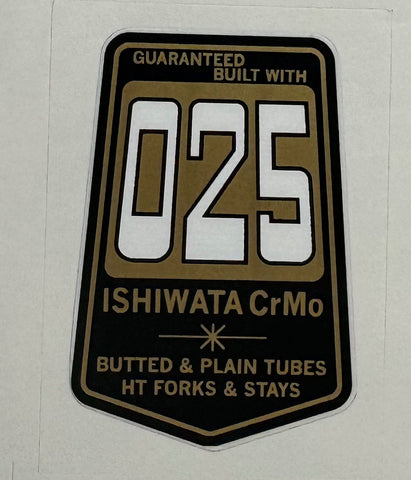 GUARANTEED
BUILT WITH
025
ISHIWATA CrMo
BUTTED & PLAIN TUBES
HT FORKS & STAYS